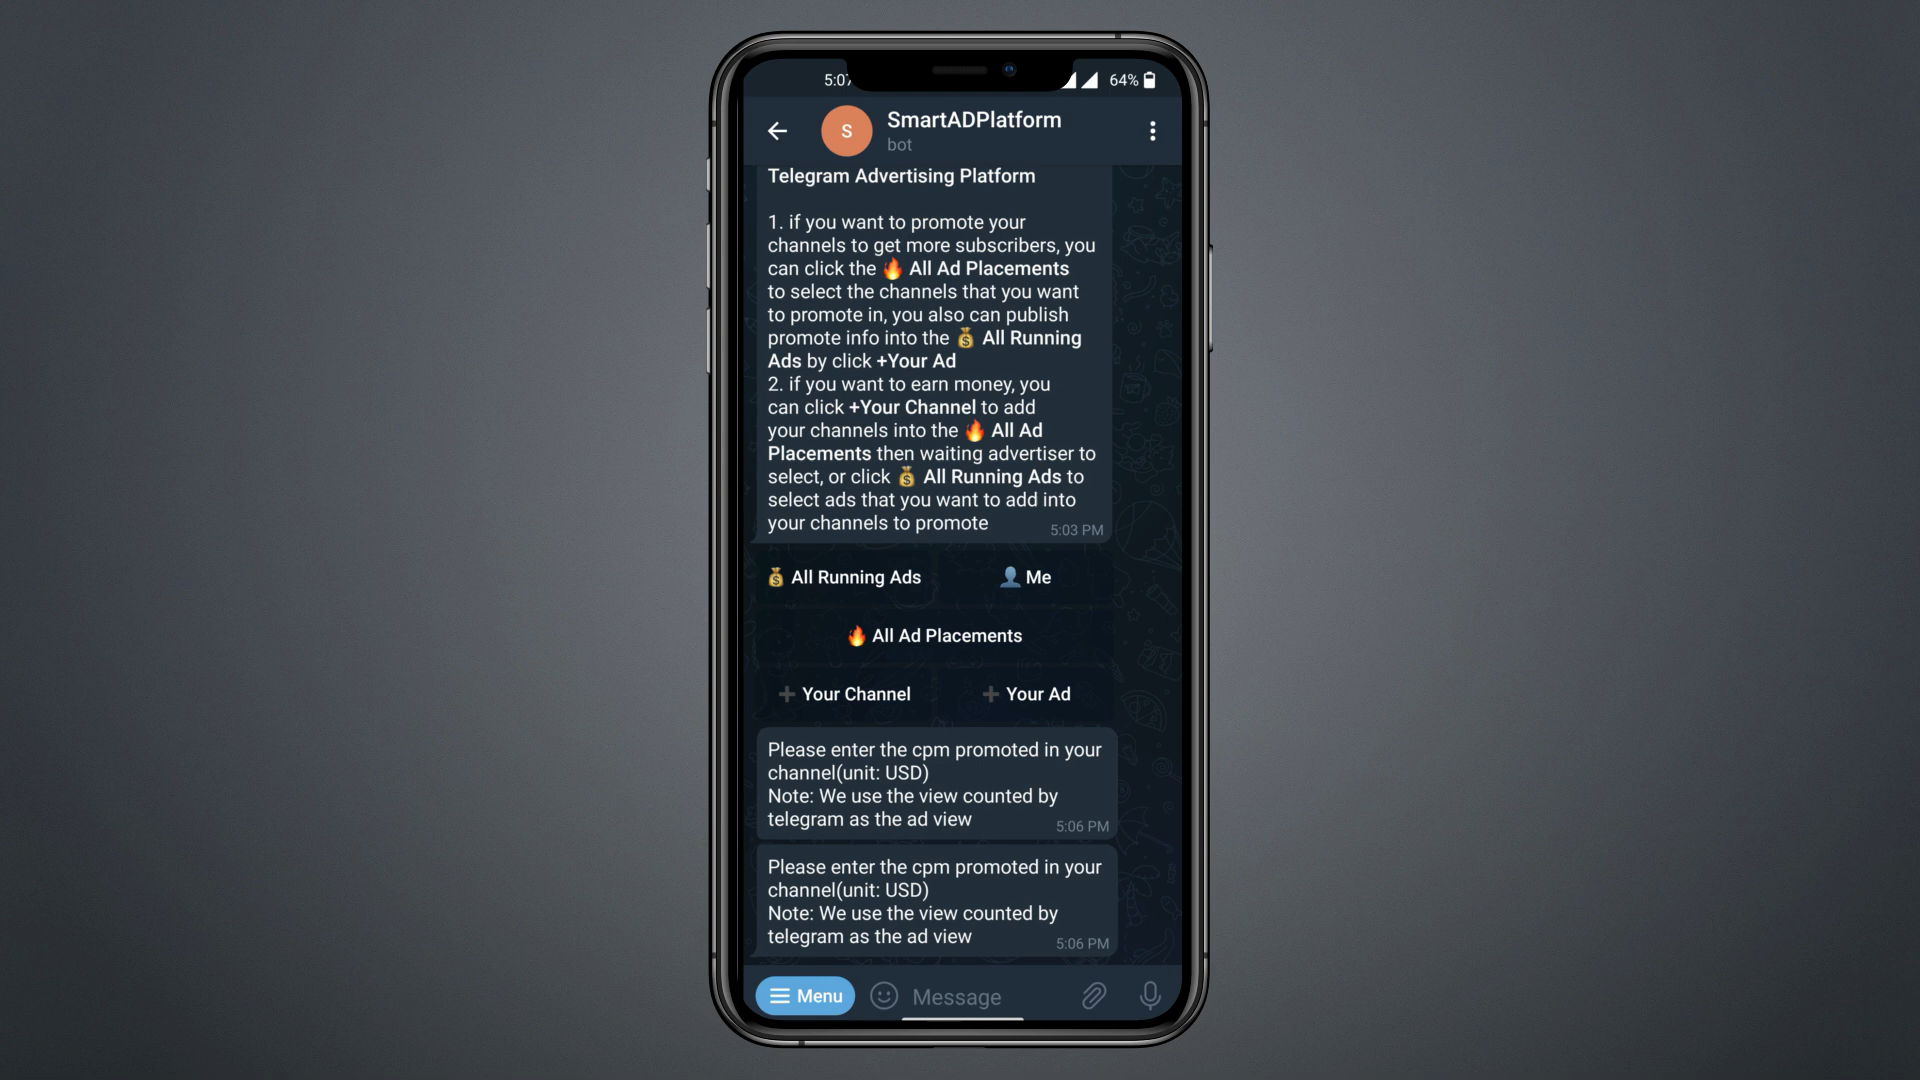 5:07
64%
S
SmartADPlatform
bot
Telegram Advertising Platform
1. if you want to promote your
channels to get more subscribers, you
can click the 🔥 All Ad Placements
to select the channels that you want
to promote in, you also can publish
promote info into the 💰 All Running
Ads by click +Your Ad
2. if you want to earn money, you
can click +Your Channel to add
your channels into the 🔥 All Ad
Placements then waiting advertiser to
select, or click 💰 All Running Ads to
select ads that you want to add into
your channels to promote
5:03 PM
💰 All Running Ads
👤 Me
🔥 All Ad Placements
➕ Your Channel
➕ Your Ad
Please enter the cpm promoted in your
channel(unit: USD)
Note: We use the view counted by
telegram as the ad view
5:06 PM
Please enter the cpm promoted in your
channel(unit: USD)
Note: We use the view counted by
telegram as the ad view
5:06 PM
Menu
Message